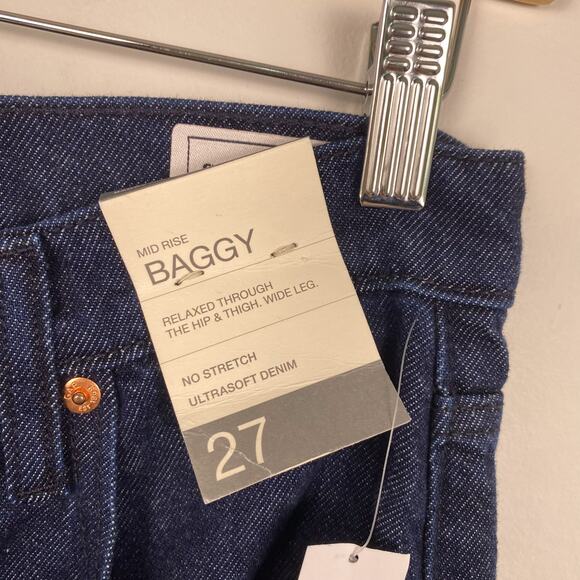 MID RISE
BAGGY
RELAXED THROUGH
THE HIP & THIGH. WIDE LEG.
NO STRETCH
ULTRASOFT DENIM
27